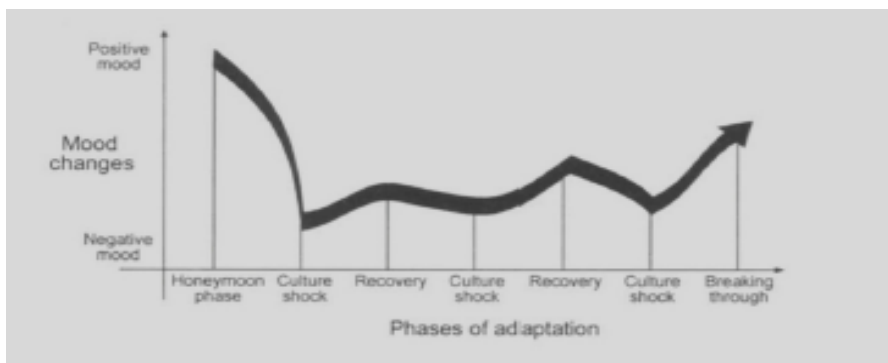 Positive
mood
Mood
changes
Negative
mood
Honeymoon
phase
Culture
shock
Recovery
Culture
shock
Recovery
Culture
shock
Breaking
through
Phases of adaptation